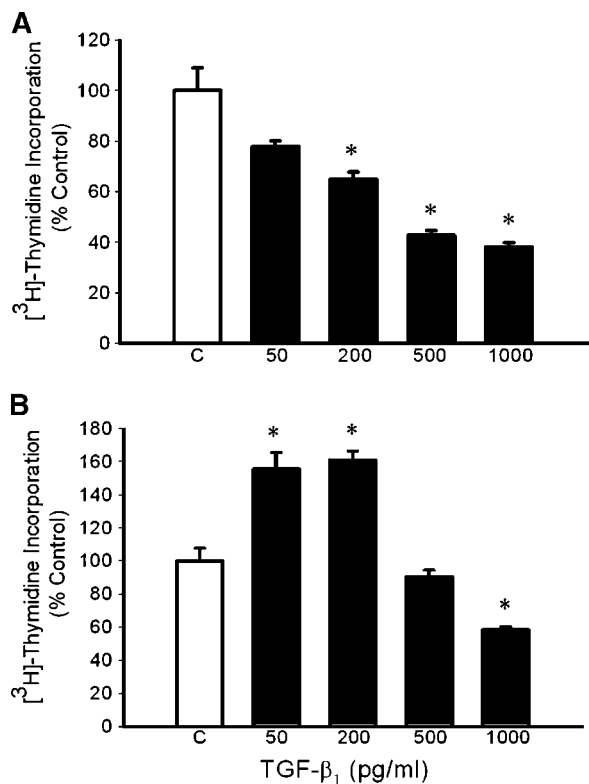 A
[³H]-Thymidine Incorporation
(% Control)
120
100
80
60
40
20
0
*
*
*
C 50 200 500 1000
B
[³H]-Thymidine Incorporation
(% Control)
180
160
140
120
100
80
60
40
20
0
*
*
*
C 50 200 500 1000
TGF-β₁ (pg/ml)